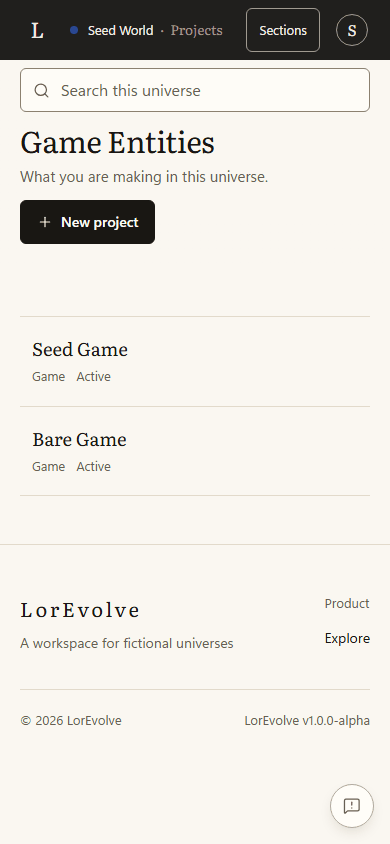 L Seed World · Projects Sections S
Search this universe
Game Entities
What you are making in this universe.
New project
Seed Game
Game Active
Bare Game
Game Active
LorEvolve
Product
A workspace for fictional universes
Explore
© 2026 LorEvolve LorEvolve v1.0.0-alpha